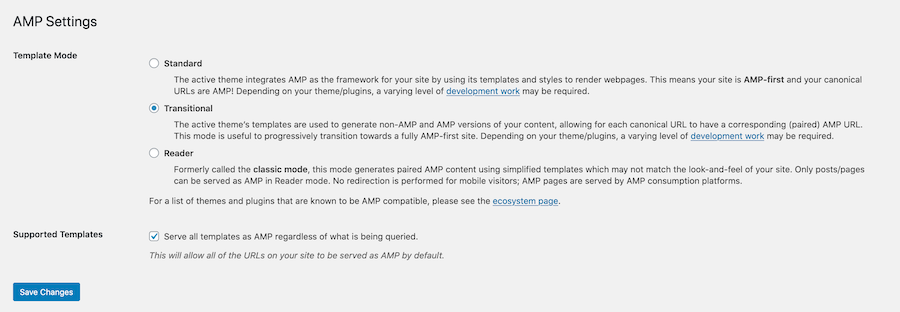 AMP Settings
Template Mode
Standard
The active theme integrates AMP as the framework for your site by using its templates and styles to render webpages. This means your site is AMP-first and your canonical
URLs are AMP! Depending on your theme/plugins, a varying level of development work may be required.
Transitional
The active theme's templates are used to generate non-AMP and AMP versions of your content, allowing for each canonical URL to have a corresponding (paired) AMP URL.
This mode is useful to progressively transition towards a fully AMP-first site. Depending on your theme/plugins, a varying level of development work may be required.
Reader
Formerly called the classic mode, this mode generates paired AMP content using simplified templates which may not match the look-and-feel of your site. Only posts/pages
can be served as AMP in Reader mode. No redirection is performed for mobile visitors; AMP pages are served by AMP consumption platforms.
For a list of themes and plugins that are known to be AMP compatible, please see the ecosystem page.
Supported Templates
Serve all templates as AMP regardless of what is being queried.
This will allow all of the URLs on your site to be served as AMP by default.
Save Changes